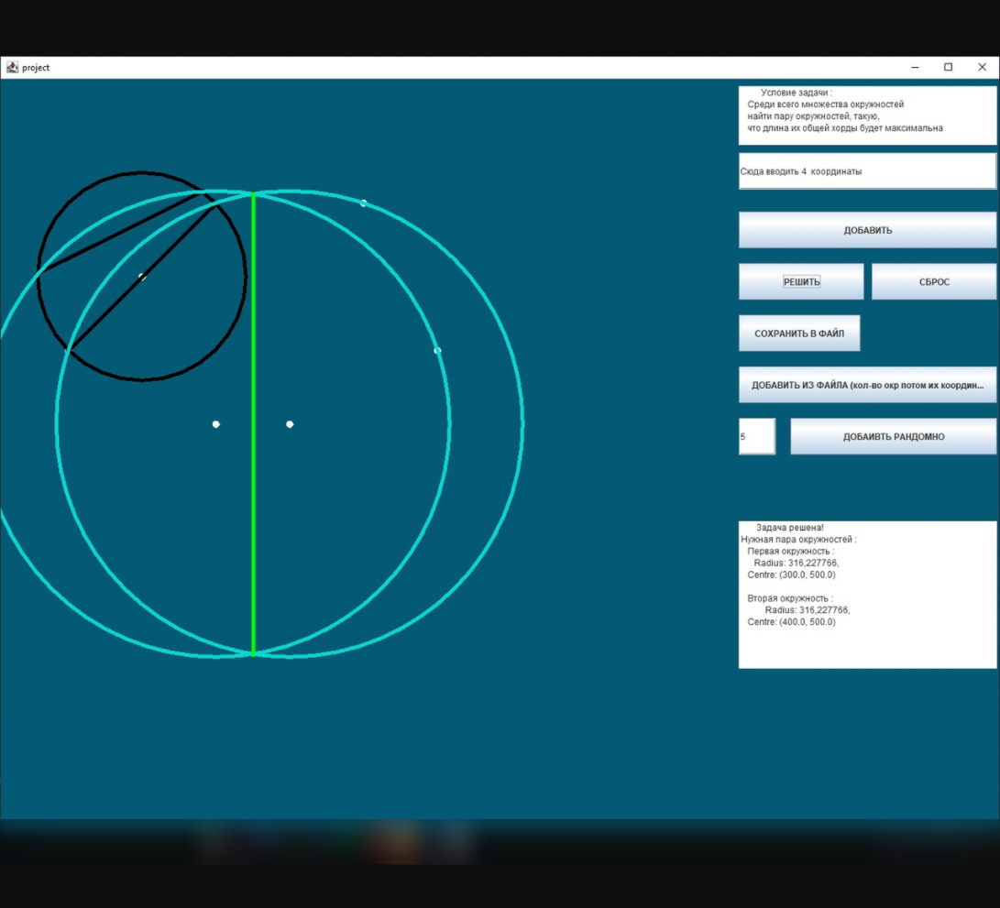 project
Условие задачи :
Среди всего множества окружностей
найти пару окружностей, такую,
что длина их общей хорды будет максимальна
Сюда вводить 4 координаты
ДОБАВИТЬ
РЕШИТЬ
СБРОС
СОХРАНИТЬ В ФАЙЛ
ДОБАВИТЬ ИЗ ФАЙЛА (кол-во окр потом их координ...
5
ДОБАИВТЬ РАНДОМНО
Задача решена!
Нужная пара окружностей :
Первая окружность :
Radius: 316,227766,
Centre: (300.0, 500.0)
Вторая окружность :
Radius: 316,227766,
Centre: (400.0, 500.0)